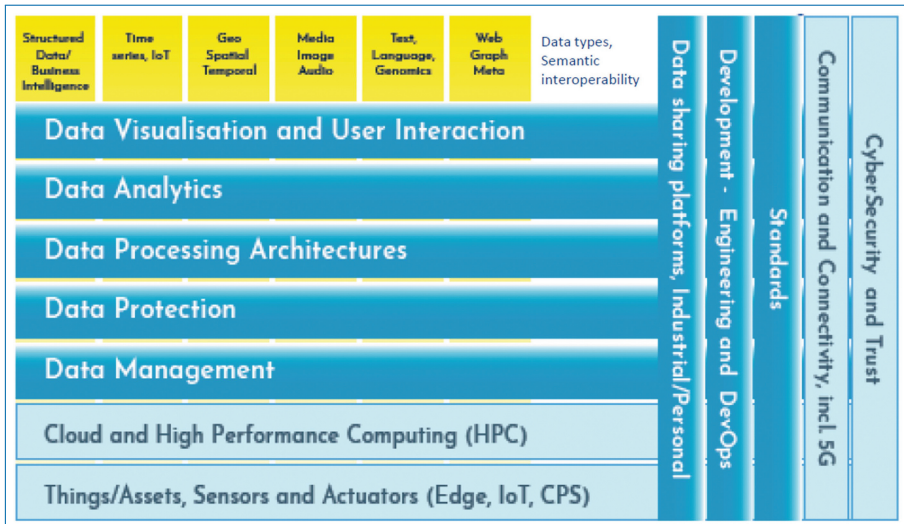 Structured
Data/
Business
Intelligence
Time
series, IoT
Geo
Spatial
Temporal
Media
Image
Audio
Text,
Language,
Genomics
Web
Graph
Meta
Data types,
Semantic
interoperability
Data Visualisation and User Interaction
Data Analytics
Data Processing Architectures
Data Protection
Data Management
Cloud and High Performance Computing (HPC)
Things/Assets, Sensors and Actuators (Edge, IoT, CPS)
Data sharing platforms, Industrial/Personal
Development - Engineering and DevOps
Standards
Communication and Connectivity, incl. 5G
CyberSecurity and Trust